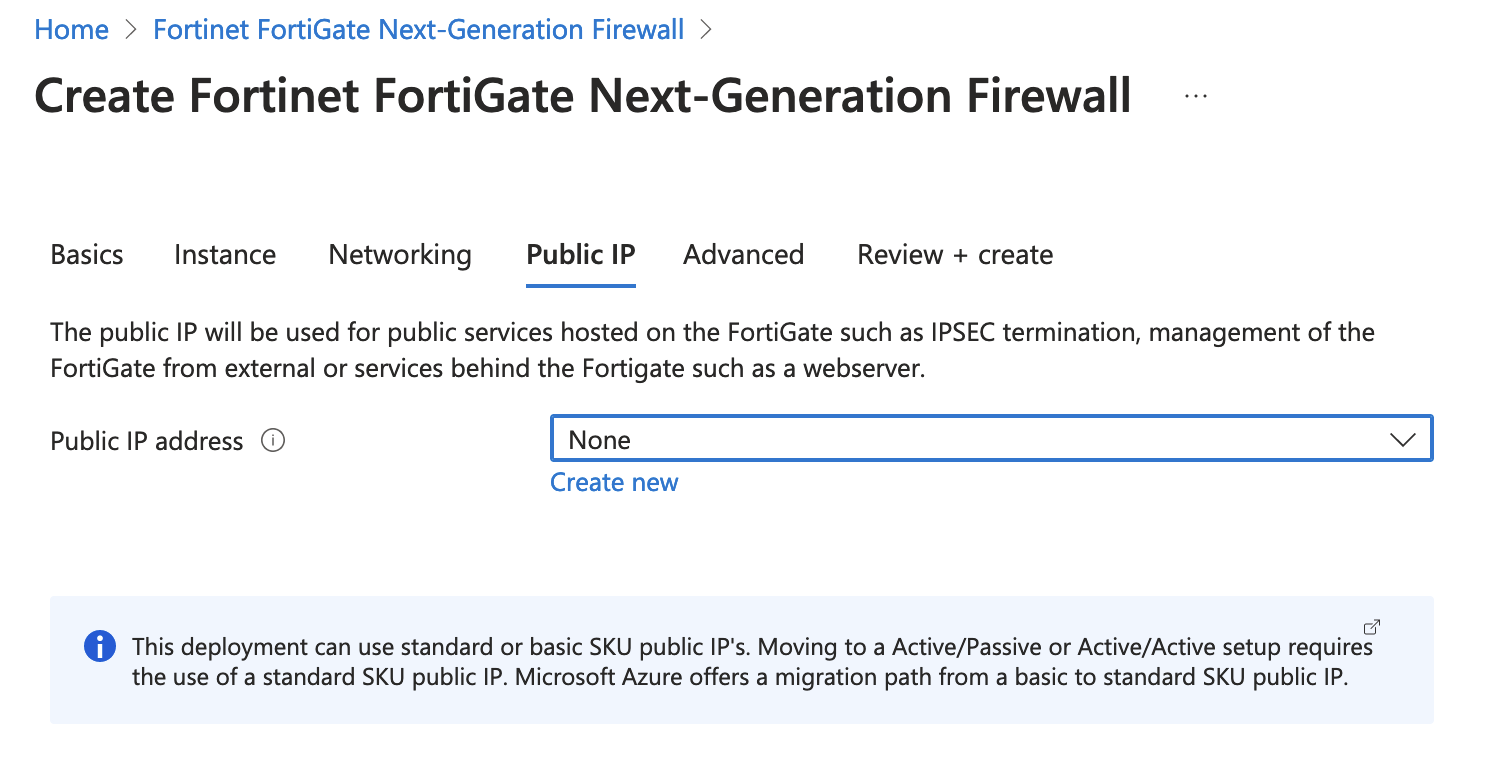 Home > Fortinet FortiGate Next-Generation Firewall >
Create Fortinet FortiGate Next-Generation Firewall ...
Basics Instance Networking Public IP Advanced Review + create
The public IP will be used for public services hosted on the FortiGate such as IPSEC termination, management of the
FortiGate from external or services behind the Fortigate such as a webserver.
Public IP address
None
Create new
This deployment can use standard or basic SKU public IP's. Moving to a Active/Passive or Active/Active setup requires
the use of a standard SKU public IP. Microsoft Azure offers a migration path from a basic to standard SKU public IP.